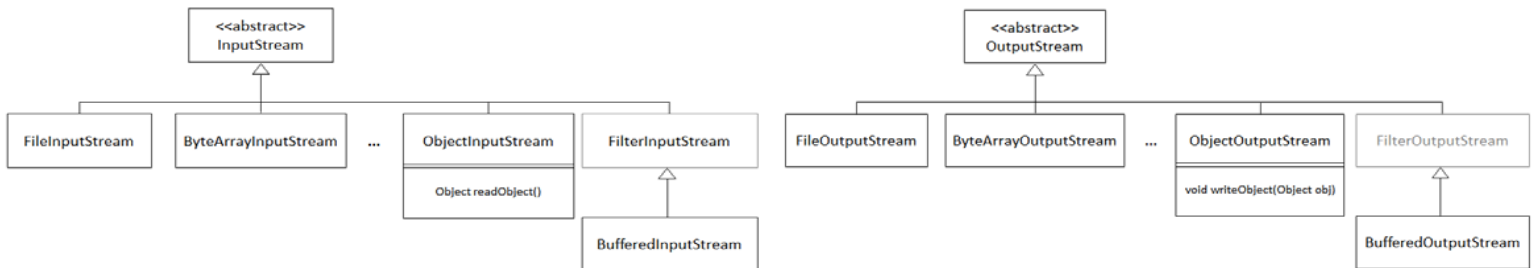 <<abstract>>
InputStream
FileInputStream
ByteArrayInputStream
...
ObjectInputStream
Object readObject()
FilterInputStream
BufferedInputStream
<<abstract>>
OutputStream
FileOutputStream
ByteArrayOutputStream
...
ObjectOutputStream
void writeObject(Object obj)
FilterOutputStream
BufferedOutputStream